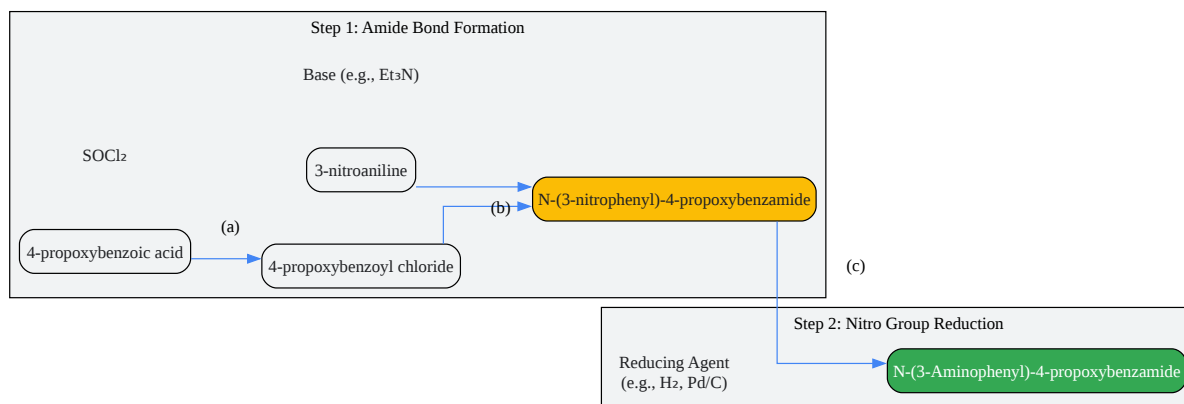 Step 1: Amide Bond Formation
Base (e.g., Et₃N)
SOCl₂
3-nitroaniline
N-(3-nitrophenyl)-4-propoxybenzamide
(b)
(a)
4-propoxybenzoic acid
4-propoxybenzoyl chloride
(c)
Step 2: Nitro Group Reduction
Reducing Agent
(e.g., H₂, Pd/C)
N-(3-Aminophenyl)-4-propoxybenzamide